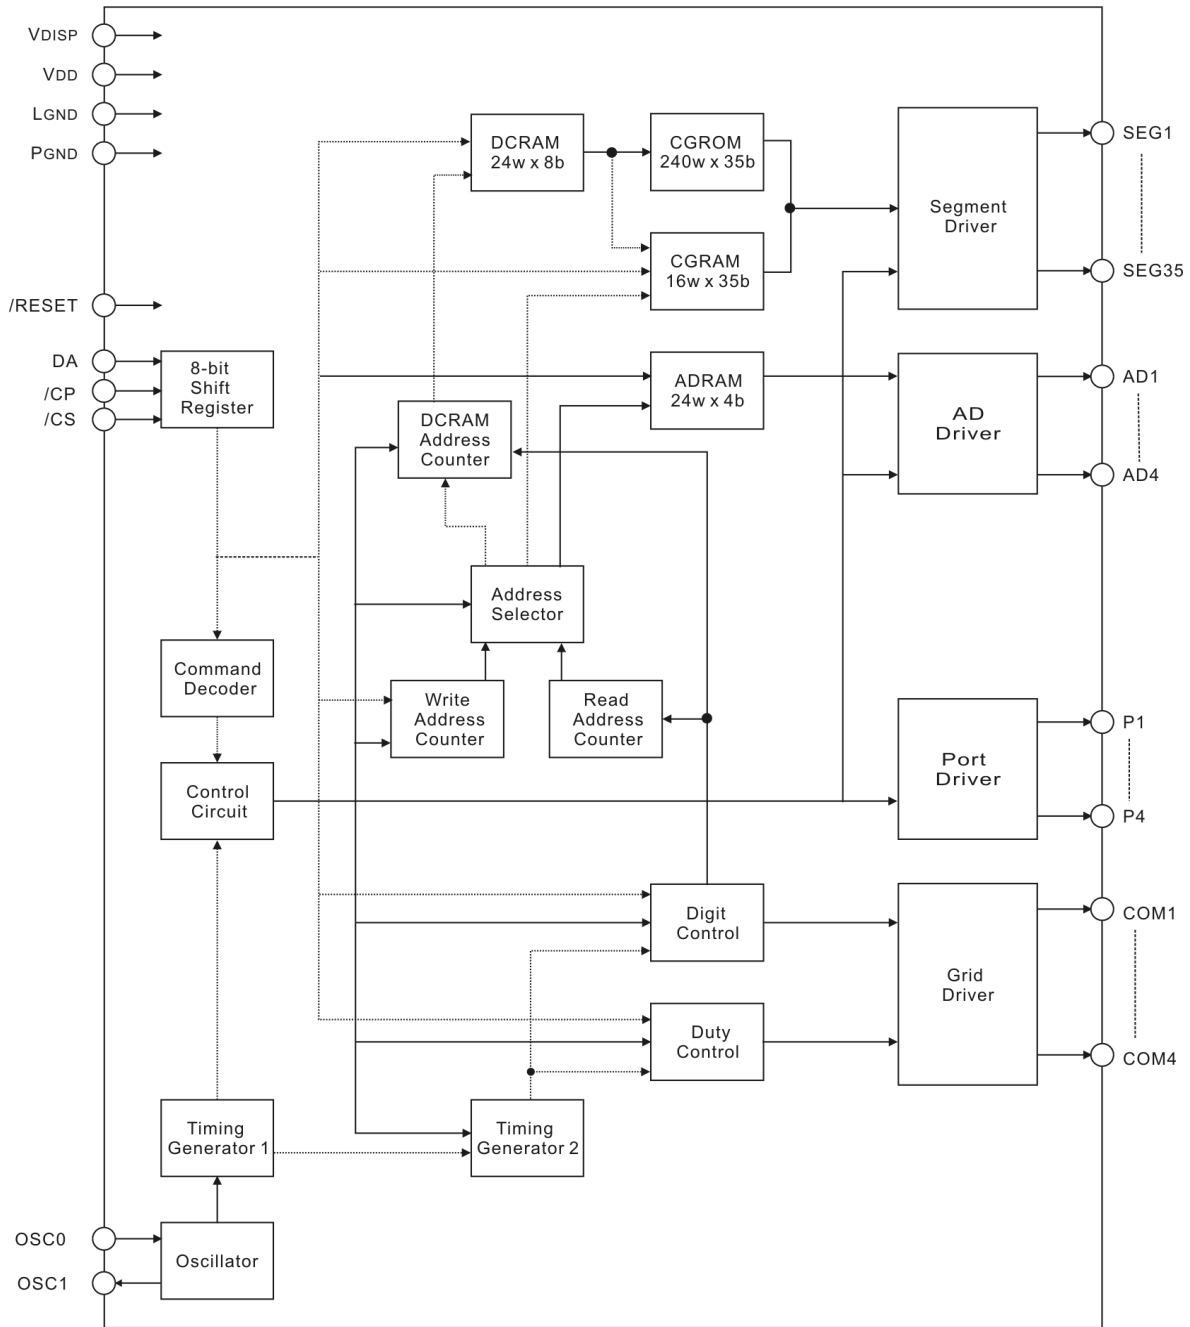 VDISP
VDD
LGND
PGND
/RESET
DA
/CP
/CS
8-bit
Shift
Register
Command
Decoder
Control
Circuit
Timing
Generator 1
OSC0
OSC1
Oscillator
DCRAM
24w x 8b
CGROM
240w x 35b
CGRAM
16w x 35b
ADRAM
24w x 4b
DCRAM
Address
Counter
Address
Selector
Write
Address
Counter
Read
Address
Counter
Digit
Control
Duty
Control
Timing
Generator 2
Segment
Driver
AD
Driver
Port
Driver
Grid
Driver
SEG1
SEG35
AD1
AD4
P1
P4
COM1
COM4